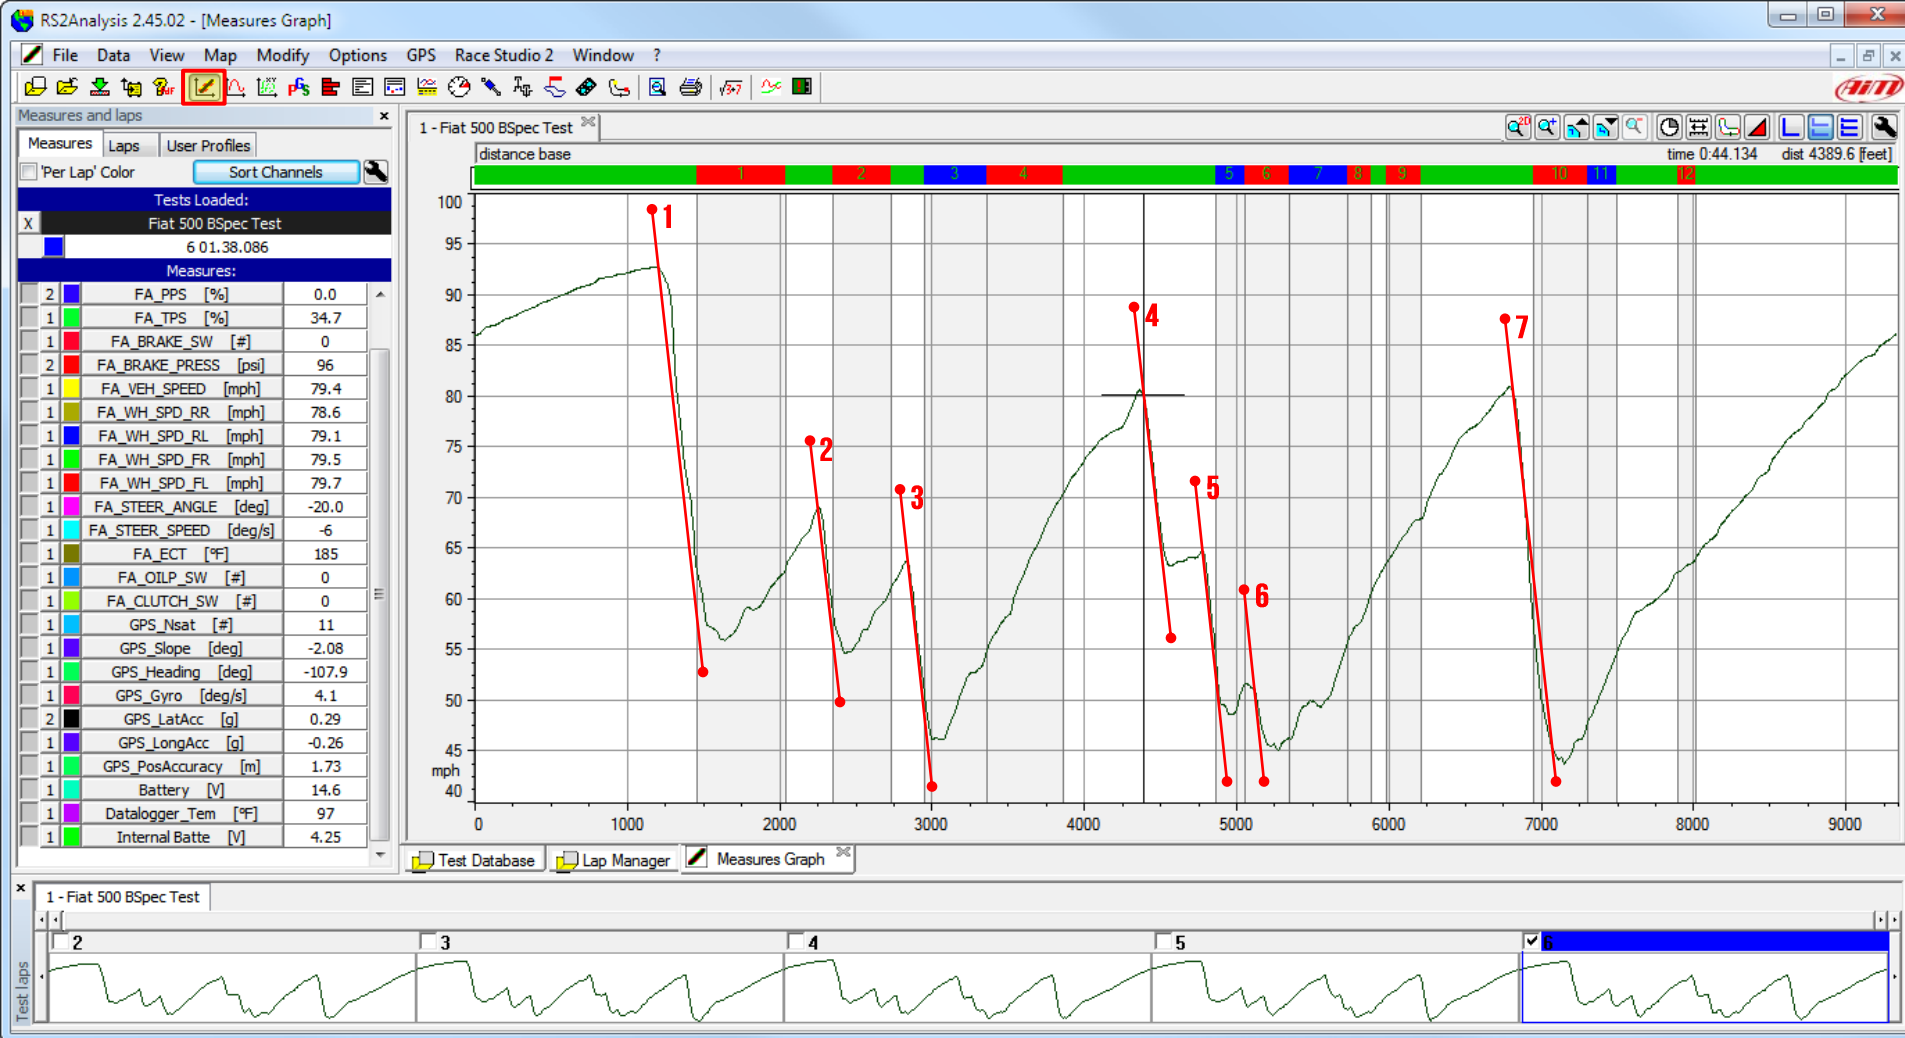 RS2Analysis 2.45.02 - [Measures Graph]
File Data View Map Modify Options GPS Race Studio 2 Window ?
AiM
Measures and laps
Measures Laps User Profiles
'Per Lap' Color Sort Channels
Tests Loaded:
X Fiat 500 BSpec Test
6 01.38.086
Measures:
2 FA_PPS [%] 0.0
1 FA_TPS [%] 34.7
1 FA_BRAKE_SW [#] 0
2 FA_BRAKE_PRESS [psi] 96
1 FA_VEH_SPEED [mph] 79.4
1 FA_WH_SPD_RR [mph] 78.6
1 FA_WH_SPD_RL [mph] 79.1
1 FA_WH_SPD_FR [mph] 79.5
1 FA_WH_SPD_FL [mph] 79.7
1 FA_STEER_ANGLE [deg] -20.0
1 FA_STEER_SPEED [deg/s] -6
1 FA_ECT [ºF] 185
1 FA_OILP_SW [#] 0
1 FA_CLUTCH_SW [#] 0
1 GPS_Nsat [#] 11
1 GPS_Slope [deg] -2.08
1 GPS_Heading [deg] -107.9
1 GPS_Gyro [deg/s] 4.1
2 GPS_LatAcc [g] 0.29
1 GPS_LongAcc [g] -0.26
1 GPS_PosAccuracy [m] 1.73
1 Battery [V] 14.6
1 Datalogger_Tem [ºF] 97
1 Internal Batte [V] 4.25
1 - Fiat 500 BSpec Test
distance base time 0:44.134 dist 4389.6 [feet]
1 2 3 4 5 6 7 8 9 10 11 12
100
95
90
85
80
75
70
65
60
55
50
45
mph
40
1
2
3
4
5
6
7
0 1000 2000 3000 4000 5000 6000 7000 8000 9000
Test Database Lap Manager Measures Graph
1 - Fiat 500 BSpec Test
2 3 4 5 6
Test laps